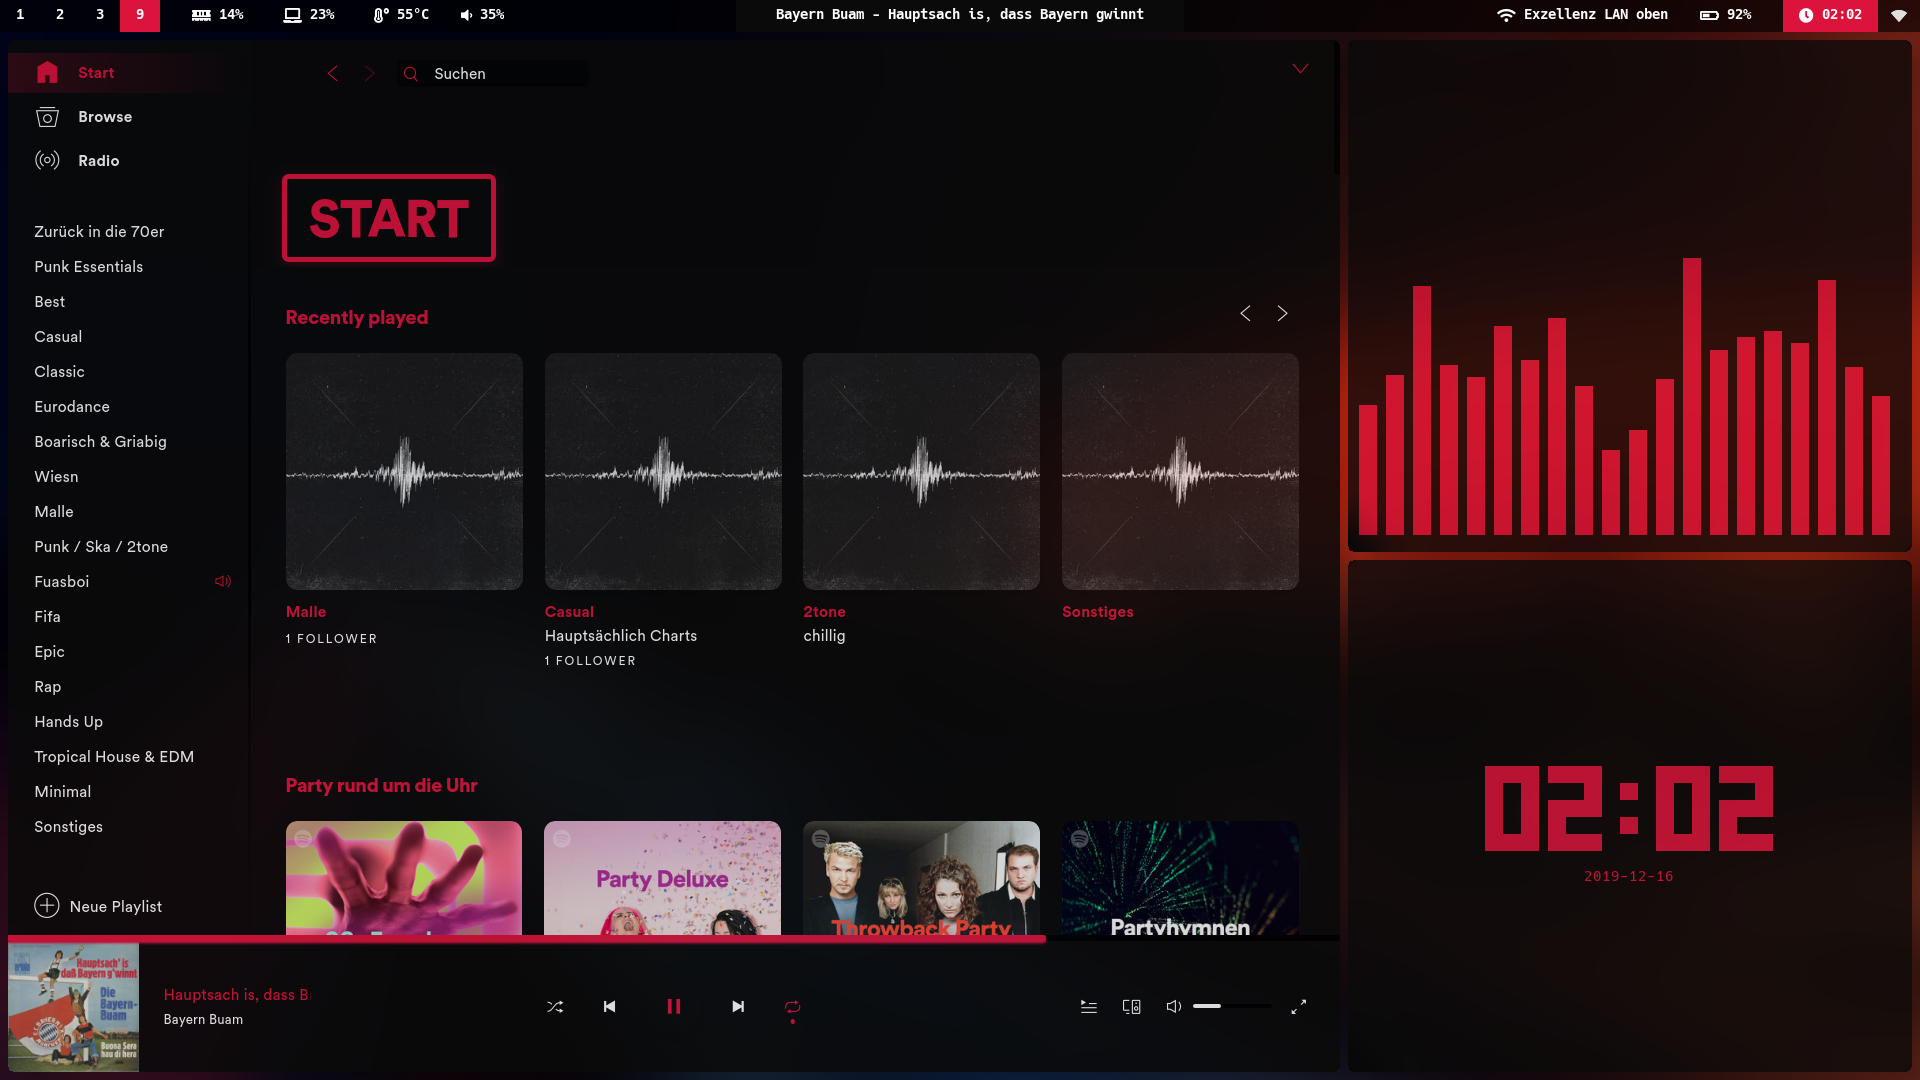 1 2 3 9 14% 23% 55°C 35% Bayern Buam - Hauptsach is, dass Bayern gwinnt Exzellenz LAN oben 92% 02:02
Start
Suchen
Browse
Radio
START
Zurück in die 70er
Punk Essentials
Best
Casual
Classic
Eurodance
Boarisch & Griabig
Wiesn
Malle
Punk / Ska / 2tone
Fuasboi
Fifa
Epic
Rap
Hands Up
Tropical House & EDM
Minimal
Sonstiges
Neue Playlist
Recently played
Malle
1 FOLLOWER
Casual
Hauptsächlich Charts
1 FOLLOWER
2tone
chillig
Sonstiges
Party rund um die Uhr
Party Deluxe
Throwback Party
Partyhymnen
Hauptsach' is
daß Bayern g'winnt
Die
Bayern-
Buam
Buona Sera
hau di hera
Hauptsach is, dass B
Bayern Buam
02:02
2019-12-16